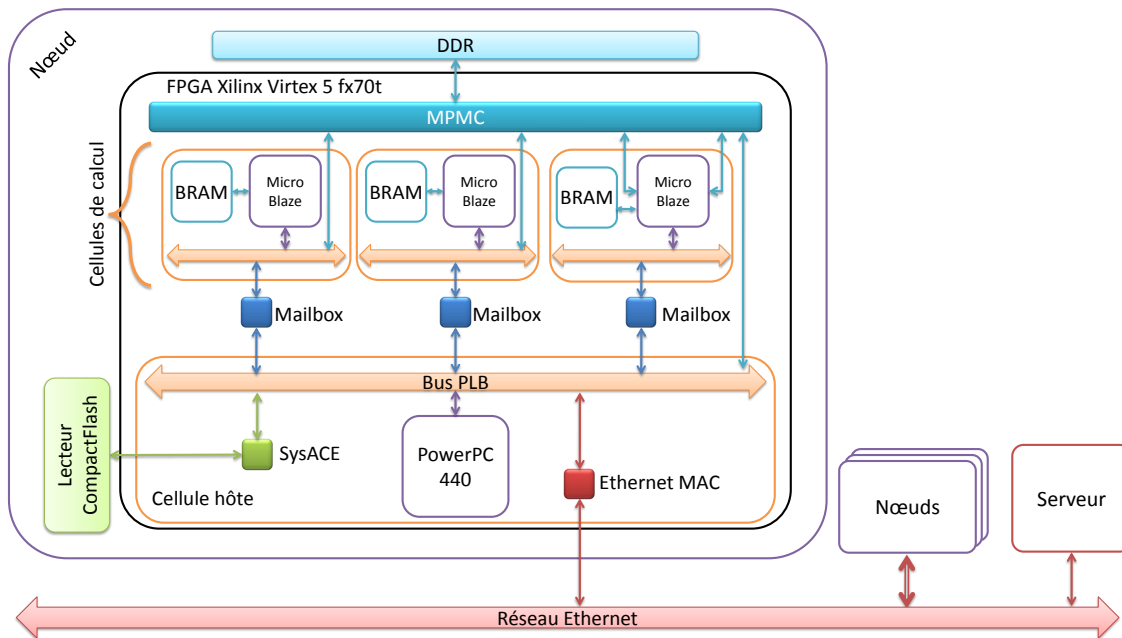 Nœud
DDR
FPGA Xilinx Virtex 5 fx70t
MPMC
Cellules de calcul
BRAM
Micro
Blaze
BRAM
Micro
Blaze
BRAM
Micro
Blaze
Mailbox
Mailbox
Mailbox
Bus PLB
Lecteur
CompactFlash
SysACE
PowerPC
440
Ethernet MAC
Cellule hôte
Nœuds
Serveur
Réseau Ethernet